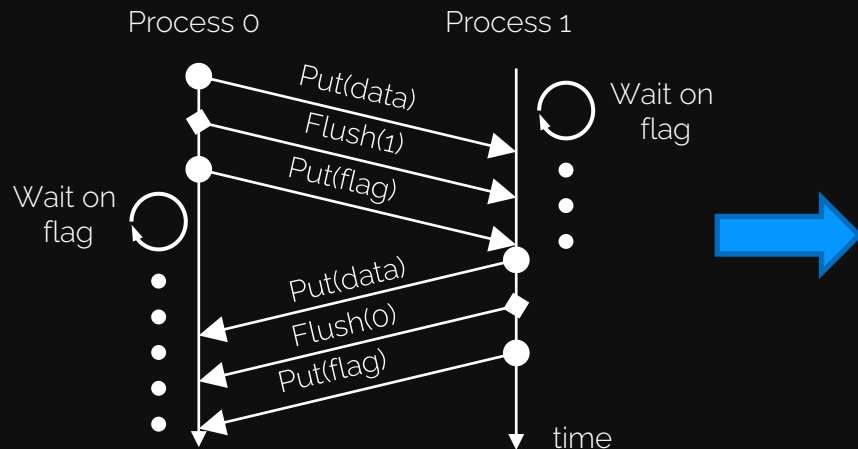 Process 0
Process 1
Put(data)
Flush(1)
Put(flag)
Wait on
flag
Wait on
flag
Put(data)
Flush(0)
Put(flag)
time